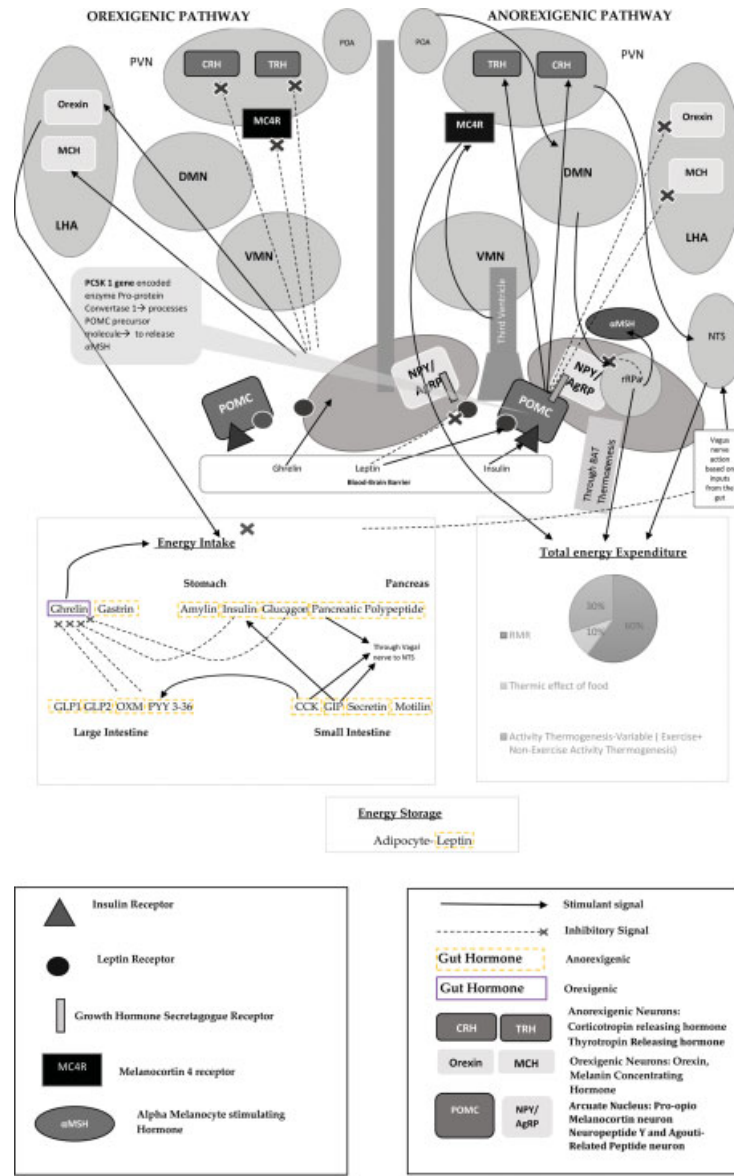 OREXIGENIC PATHWAY
ANOREXIGENIC PATHWAY
PVN
CRH
TRH
POA
POA
TRH
CRH
PVN
Orexin
MC4R
MC4R
Orexin
MCH
DMN
DMN
MCH
LHA
LHA
VMN
VMN
PCSK 1 gene encoded
enzyme Pro-protein
Convertase 1→ processes
POMC precursor
molecule→ to release
αMSH
Third Ventricle
αMSH
NTS
NPY/
AgRP
NPY/
AgRP
rRPa
POMC
POMC
Through BAT
Thermogenesis
Vagus
nerve
action
based on
inputs
from the
gut
Ghrelin
Leptin
Insulin
Blood-Brain Barrier
Energy Intake
Stomach
Pancreas
Ghrelin
Gastrin
Amylin
Insulin
Glucagon
Pancreatic Polypeptide
Through Vagal
nerve to NTS
GLP1
GLP2
OXM
PYY 3-36
CCK
GIP
Secretin
Motilin
Large Intestine
Small Intestine
Total energy Expenditure
30%
10%
60%
RMR
Thermic effect of food
Activity Thermogenesis-Variable ( Exercise+
Non-Exercise Activity Thermogenesis)
Energy Storage
Adipocyte- Leptin
Insulin Receptor
Leptin Receptor
Growth Hormone Secretagogue Receptor
MC4R
Melanocortin 4 receptor
αMSH
Alpha Melanocyte stimulating
Hormone
Stimulant signal
Inhibitory Signal
Gut Hormone
Anorexigenic
Gut Hormone
Orexigenic
CRH
TRH
Anorexigenic Neurons:
Corticotropin releasing hormone
Thyrotropin Releasing hormone
Orexin
MCH
Orexigenic Neurons: Orexin,
Melanin Concentrating
Hormone
POMC
NPY/
AgRP
Arcuate Nucleus: Pro-opio
Melanocortin neuron
Neuropeptide Y and Agouti-
Related Peptide neuron